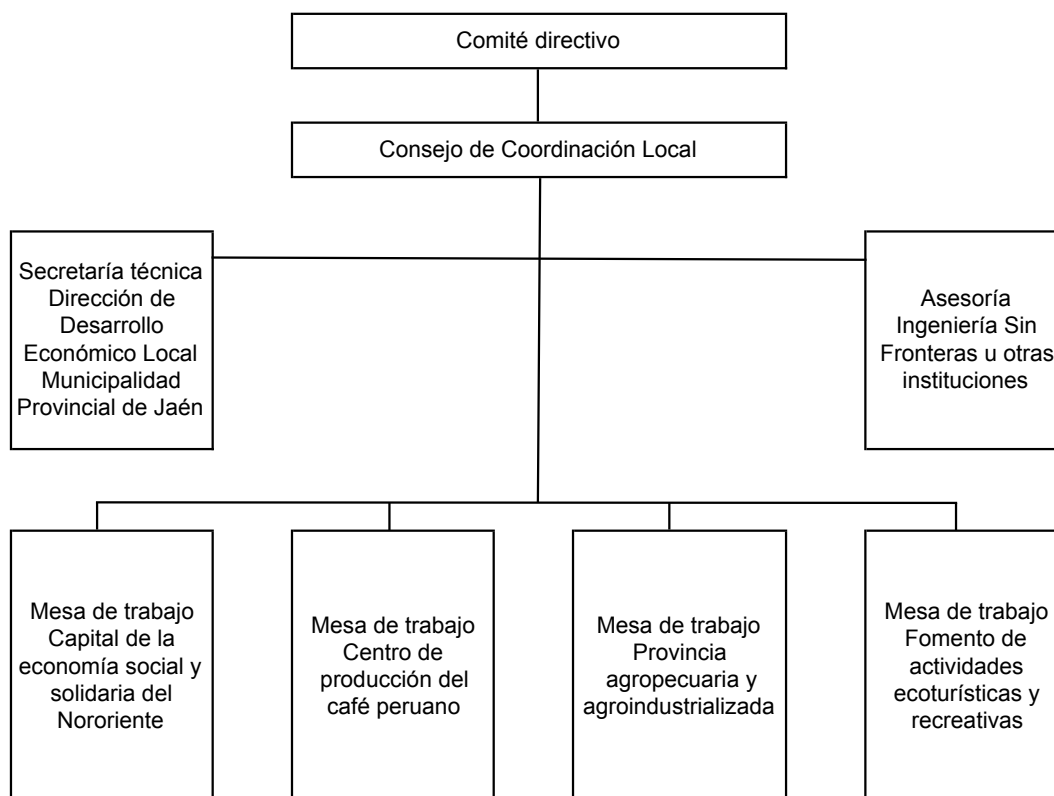 Comité directivo
Consejo de Coordinación Local
Secretaría técnica
Dirección de
Desarrollo
Económico Local
Municipalidad
Provincial de Jaén
Asesoría
Ingeniería Sin
Fronteras u otras
instituciones
Mesa de trabajo
Capital de la
economía social y
solidaria del
Nororiente
Mesa de trabajo
Centro de
producción del
café peruano
Mesa de trabajo
Provincia
agropecuaria y
agroindustrializada
Mesa de trabajo
Fomento de
actividades
ecoturísticas y
recreativas